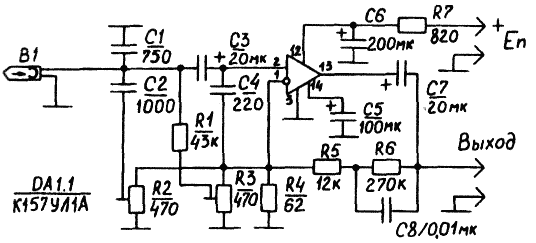 B1
C1
750
C2
1000
C3
20мк
C4
220
2
1
12
3
13
14
C6
200мк
R7
820
+
Eп
C5
100мк
C7
20мк
R1
43к
Выход
DA1.1
К157УЛ1А
R2
470
R3
470
R4
62
R5
12к
R6
270к
C8/0,01мк